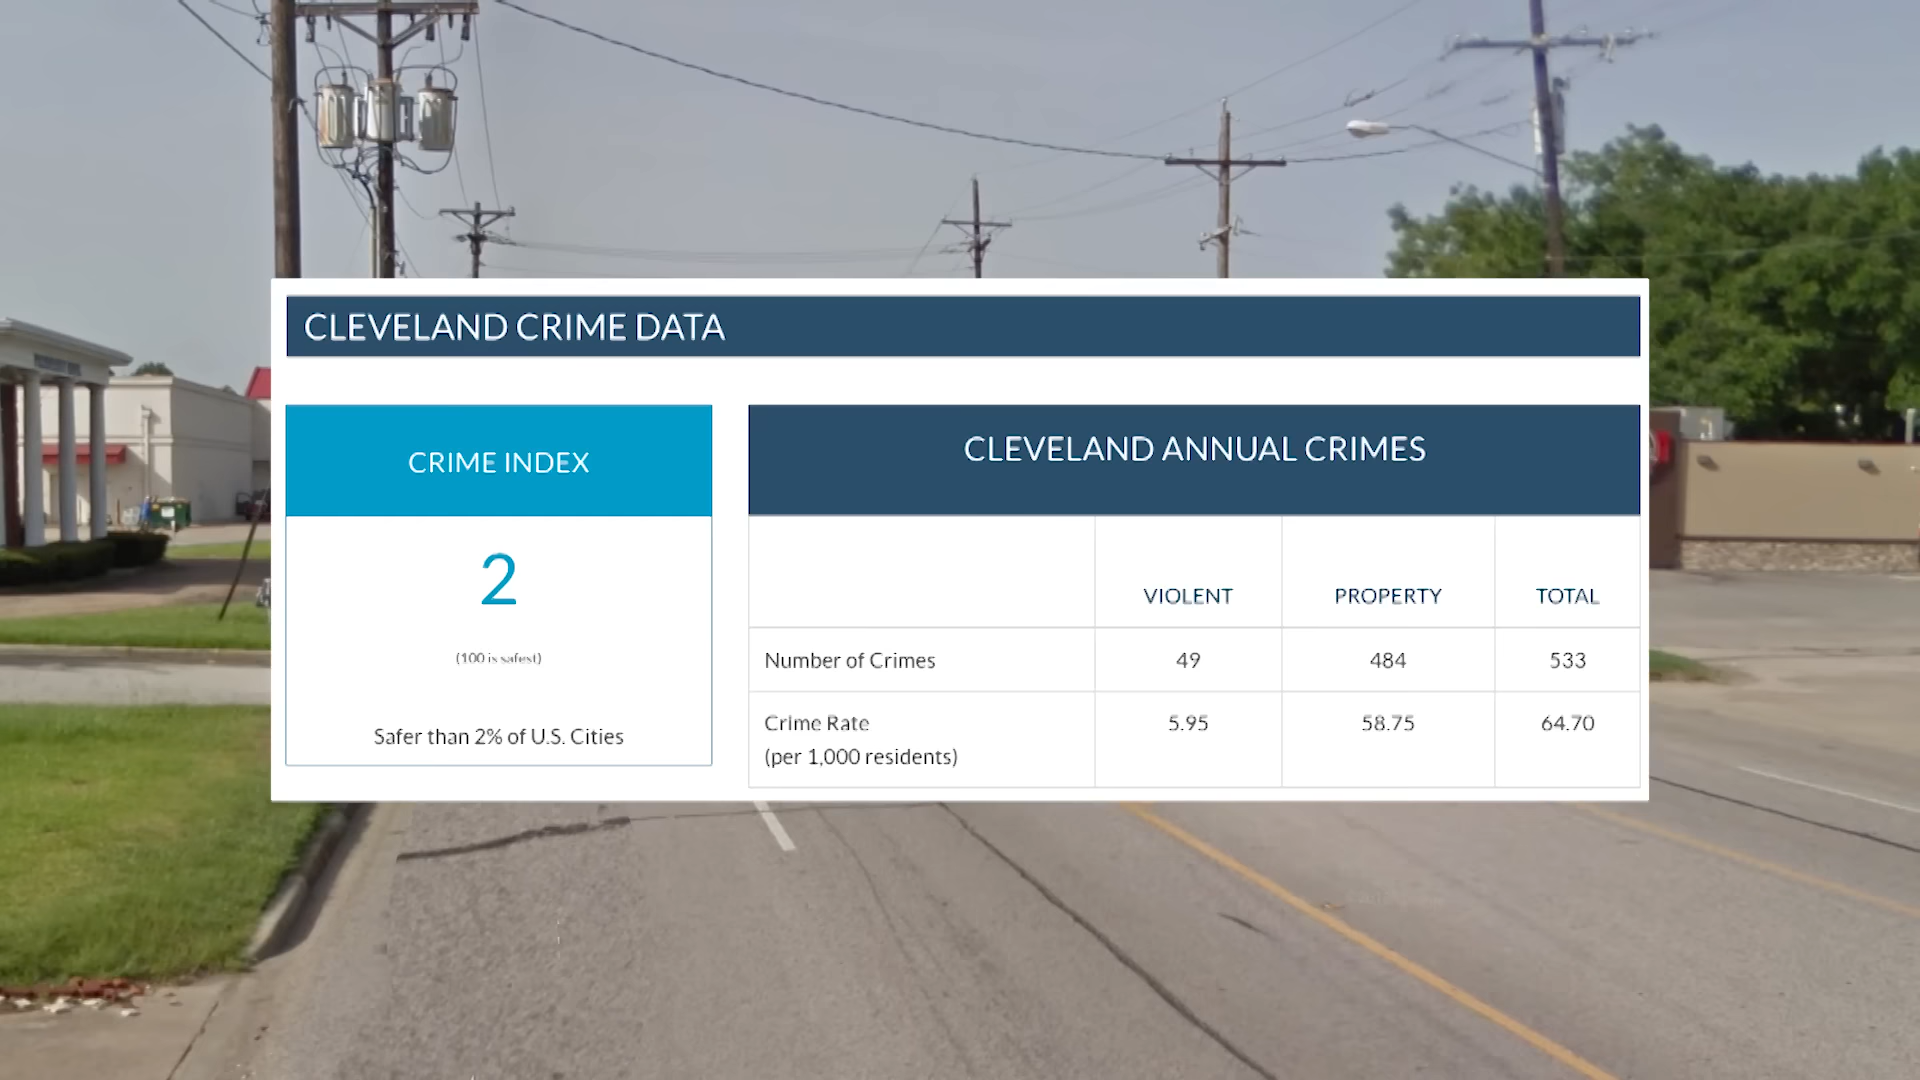 CLEVELAND CRIME DATA
CRIME INDEX
2
(100 is safest)
Safer than 2% of U.S. Cities
CLEVELAND ANNUAL CRIMES
VIOLENT PROPERTY TOTAL
Number of Crimes 49 484 533
Crime Rate
(per 1,000 residents) 5.95 58.75 64.70